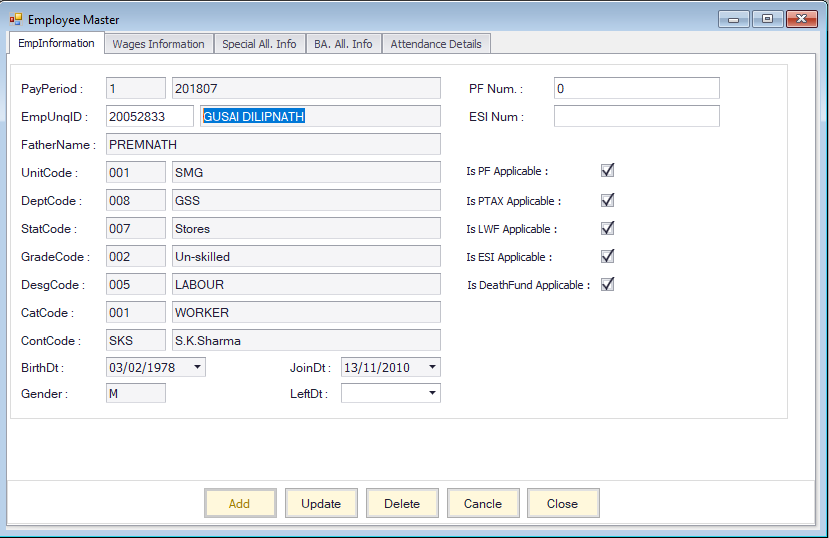 Employee Master
EmpInformation Wages Information Special All. Info BA. All. Info Attendance Details
PayPeriod : 1 201807 PF Num. : 0
EmpUnqID : 20052833 GUSAI DILIPNATH ESI Num :
FatherName : PREMNATH
UnitCode : 001 SMG Is PF Applicable :
DeptCode : 008 GSS Is PTAX Applicable :
StatCode : 007 Stores Is LWF Applicable :
GradeCode : 002 Un-skilled Is ESI Applicable :
DesgCode : 005 LABOUR Is DeathFund Applicable :
CatCode : 001 WORKER
ContCode : SKS S.K.Sharma
BirthDt : 03/02/1978 JoinDt : 13/11/2010
Gender : M LeftDt :
Add Update Delete Cancle Close